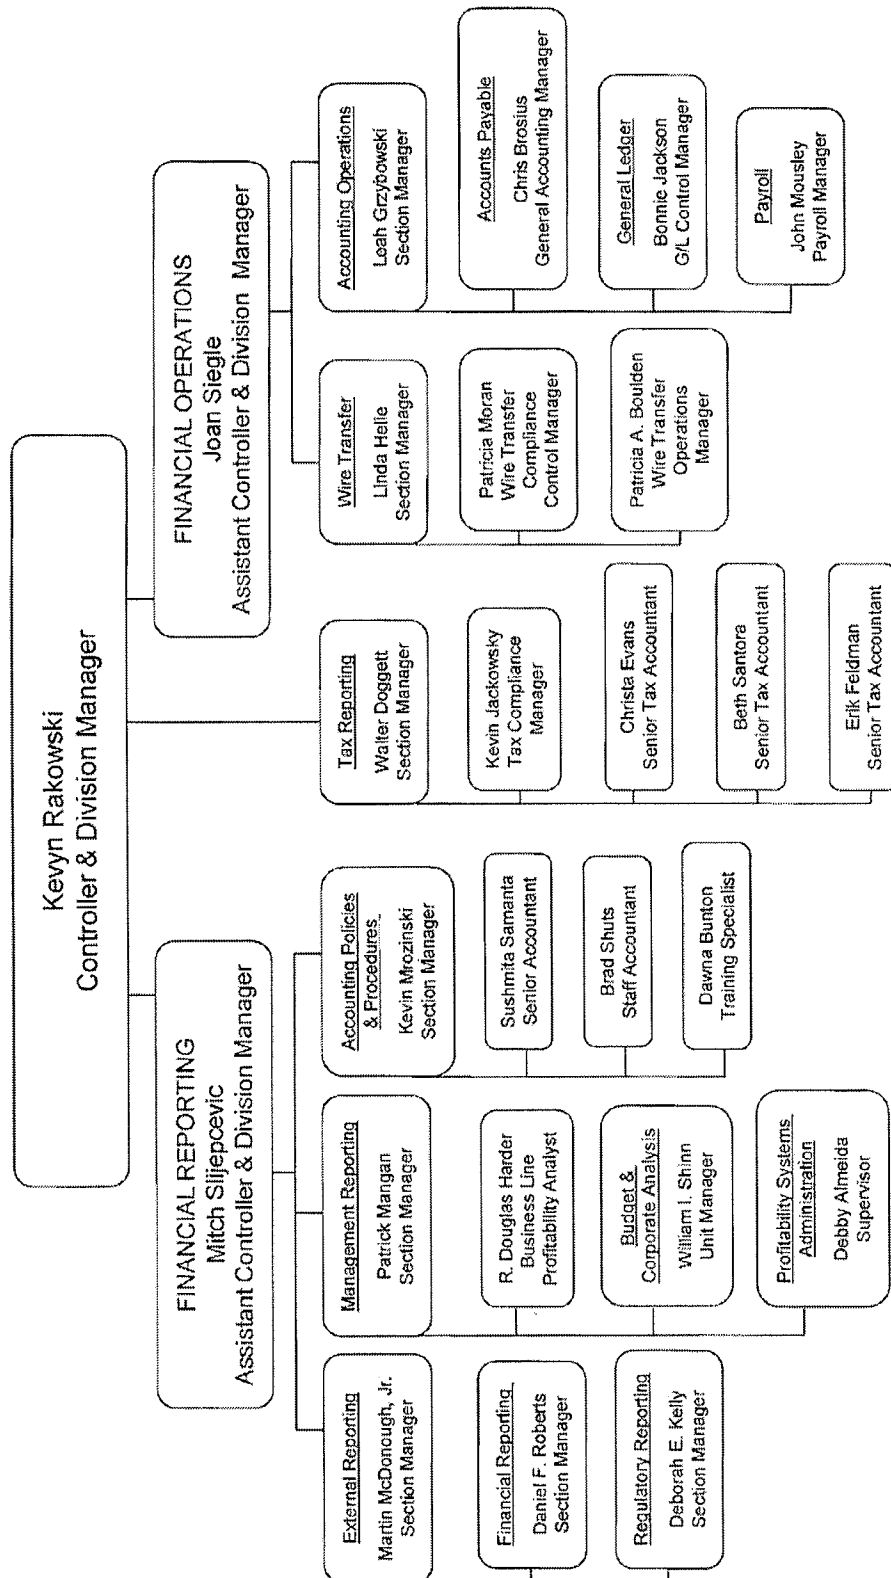 Kevyn Rakowski
Controller & Division Manager
FINANCIAL REPORTING
Mitch Slijepcevic
Assistant Controller & Division Manager
External Reporting
Martin McDonough, Jr.
Section Manager
Financial Reporting
Daniel F. Roberts
Section Manager
Regulatory Reporting
Deborah E. Kelly
Section Manager
Management Reporting
Patrick Mangan
Section Manager
R. Douglas Harder
Business Line
Profitability Analyst
Budget &
Corporate Analysis
William I. Shinn
Unit Manager
Profitability Systems
Administration
Debby Almeida
Supervisor
Accounting Policies
& Procedures
Kevin Mrozinski
Section Manager
Sushmita Samanta
Senior Accountant
Brad Shuts
Staff Accountant
Dawna Bunton
Training Specialist
Tax Reporting
Walter Doggett
Section Manager
Kevin Jackowsky
Tax Compliance
Manager
Christa Evans
Senior Tax Accountant
Beth Santora
Senior Tax Accountant
Erik Feldman
Senior Tax Accountant
FINANCIAL OPERATIONS
Joan Siegle
Assistant Controller & Division Manager
Wire Transfer
Linda Helie
Section Manager
Patricia Moran
Wire Transfer
Compliance
Control Manager
Patricia A. Boulden
Wire Transfer
Operations
Manager
Accounting Operations
Leah Grzybowski
Section Manager
Accounts Payable
Chris Brosius
General Accounting Manager
General Ledger
Bonnie Jackson
G/L Control Manager
Payroll
John Mousley
Payroll Manager